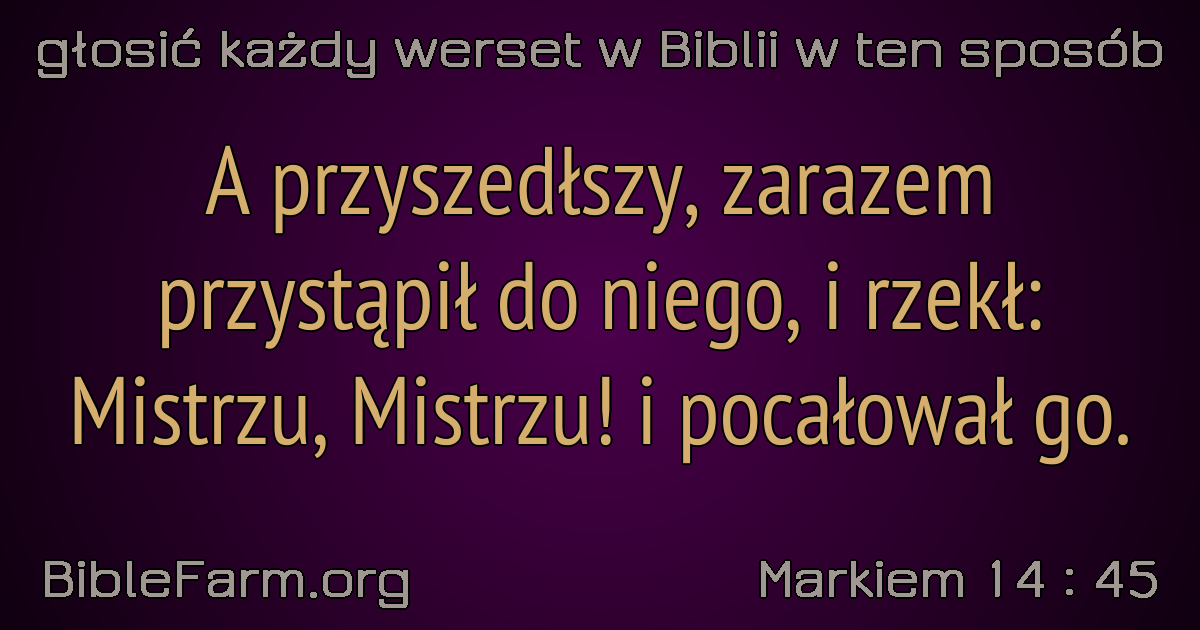 głosić każdy werset w Biblii w ten sposób
A przyszedłszy, zarazem
przystąpił do niego, i rzekł:
Mistrzu, Mistrzu! i pocałował go.
BibleFarm.org
Markiem 14 : 45